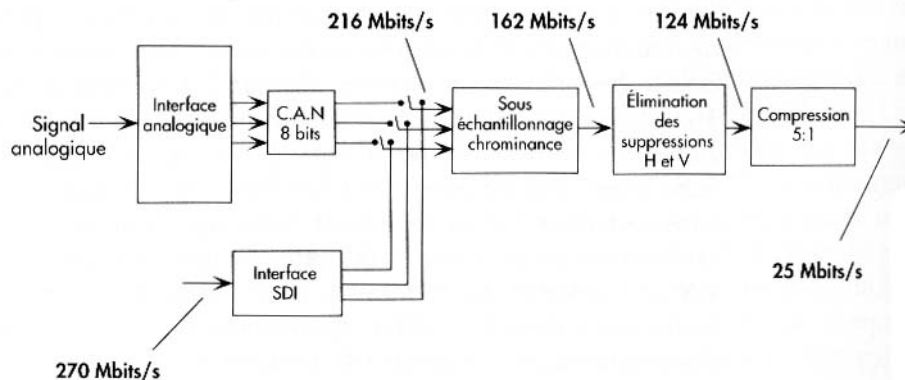 216 Mbits/s
162 Mbits/s
124 Mbits/s
Signal
analogique
Interface
analogique
C.A.N
8 bits
Sous
échantillonnage
chrominance
Élimination
des
suppressions
H et V
Compression
5:1
25 Mbits/s
Interface
SDI
270 Mbits/s